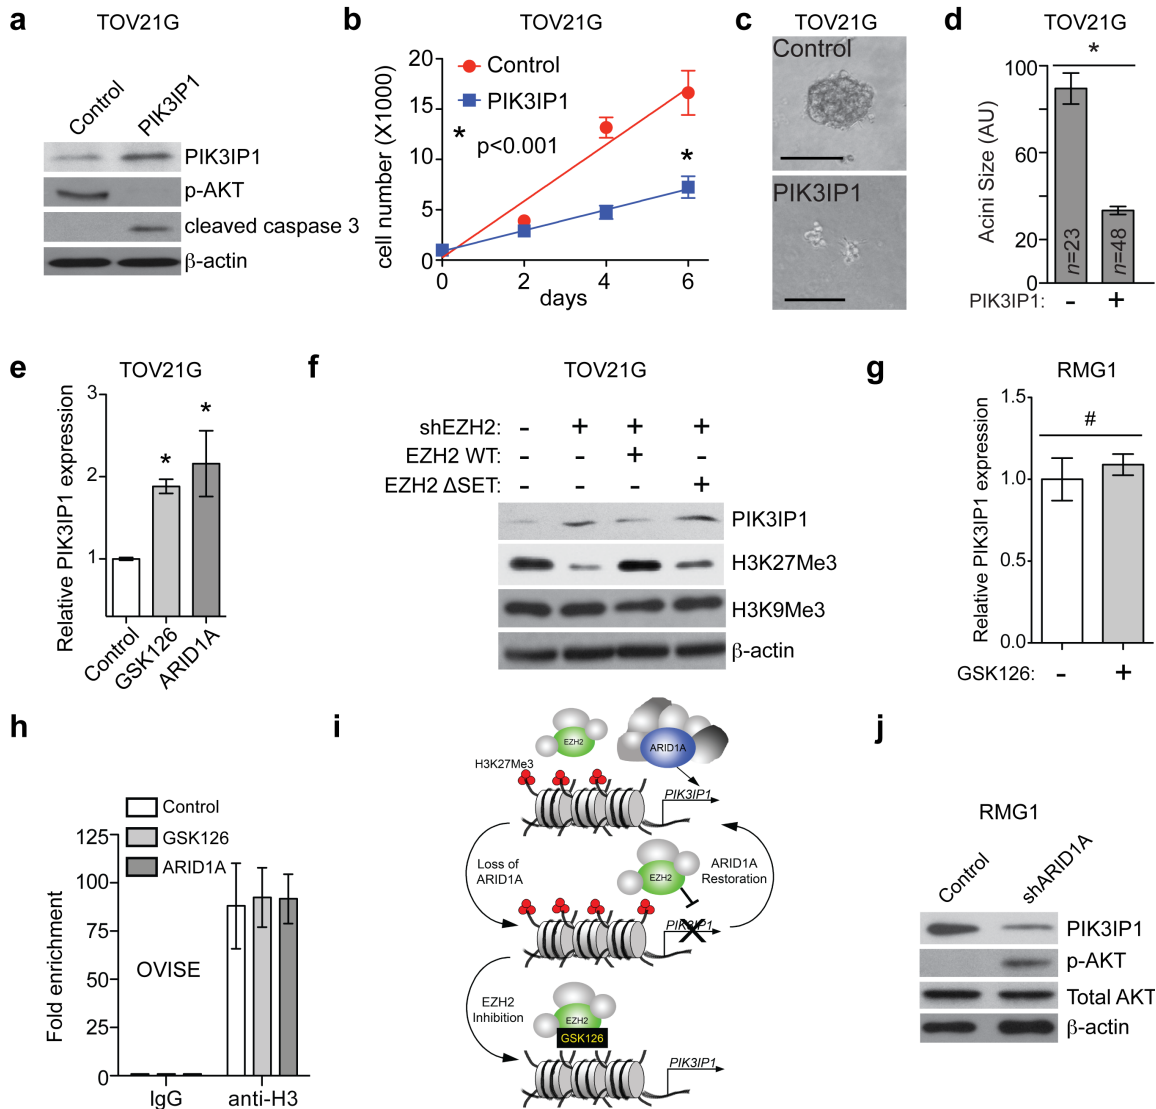 a
TOV21G
Control
PIK3IP1
PIK3IP1
p-AKT
cleaved caspase 3
β-actin
b
TOV21G
cell number (X1000)
20
15
10
5
0
Control
PIK3IP1
* p<0.001
*
0
2
4
6
days
c
TOV21G
Control
PIK3IP1
d
TOV21G
*
Acini Size (AU)
100
60
20
0
n=23
n=48
PIK3IP1: - +
e
TOV21G
Relative PIK3IP1 expression
3
2
1
*
*
Control
GSK126
ARID1A
f
TOV21G
shEZH2: - + + +
EZH2 WT: - - + -
EZH2 ΔSET: - - - +
PIK3IP1
H3K27Me3
H3K9Me3
β-actin
g
RMG1
Relative PIK3IP1 expression
1.5
1.0
0.5
0.0
#
GSK126: - +
h
Control
GSK126
ARID1A
Fold enrichment
125
100
75
50
25
0
OVISE
IgG
anti-H3
i
EZH2
ARID1A
H3K27Me3
PIK3IP1
Loss of
ARID1A
EZH2
ARID1A
Restoration
PIK3IP1
X
EZH2
Inhibition
EZH2
GSK126
PIK3IP1
j
RMG1
Control
shARID1A
PIK3IP1
p-AKT
Total AKT
β-actin